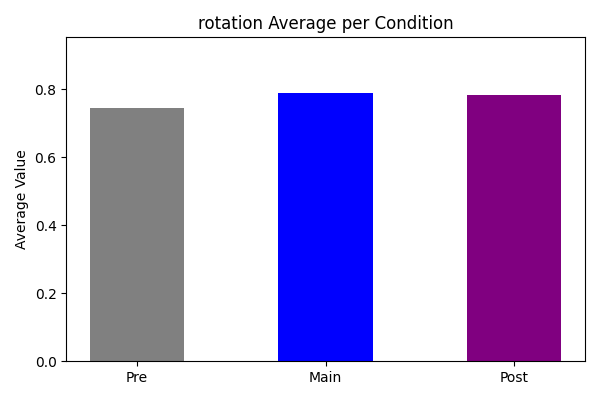 rotation Average per Condition
Average Value
0.8
0.6
0.4
0.2
0.0
Pre
Main
Post